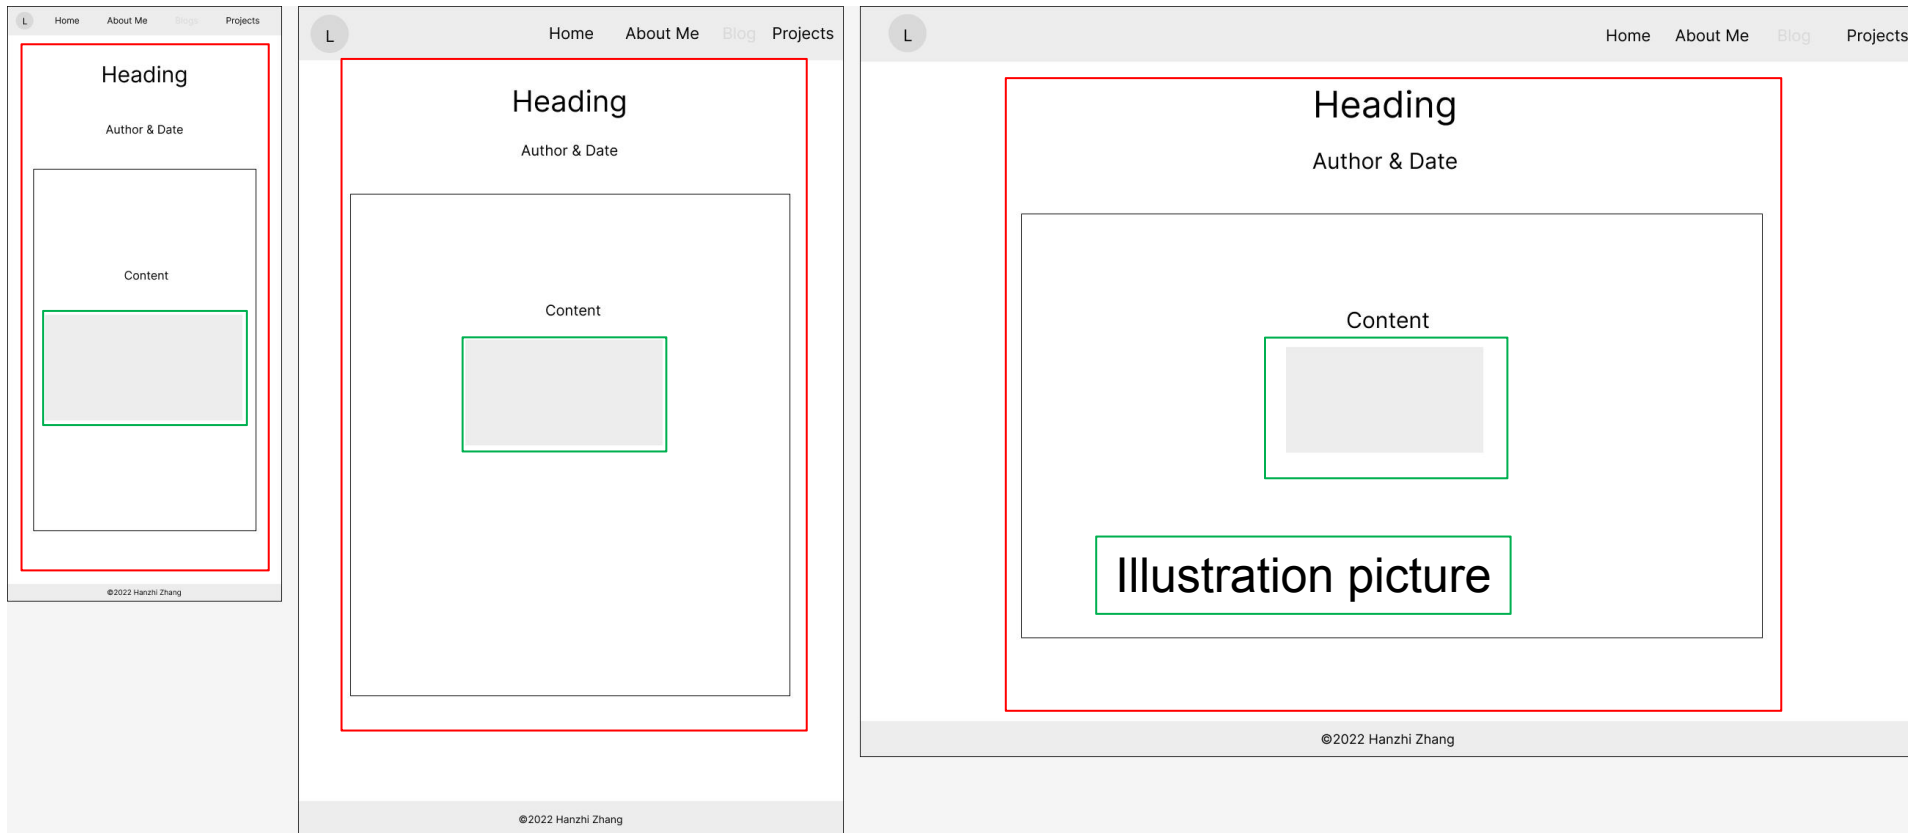 L Home About Me Blogs Projects
Heading
Author & Date
Content
©2022 Hanzhi Zhang
L Home About Me Blog Projects
Heading
Author & Date
Content
©2022 Hanzhi Zhang
L Home About Me Blog Projects
Heading
Author & Date
Content
Illustration picture
©2022 Hanzhi Zhang